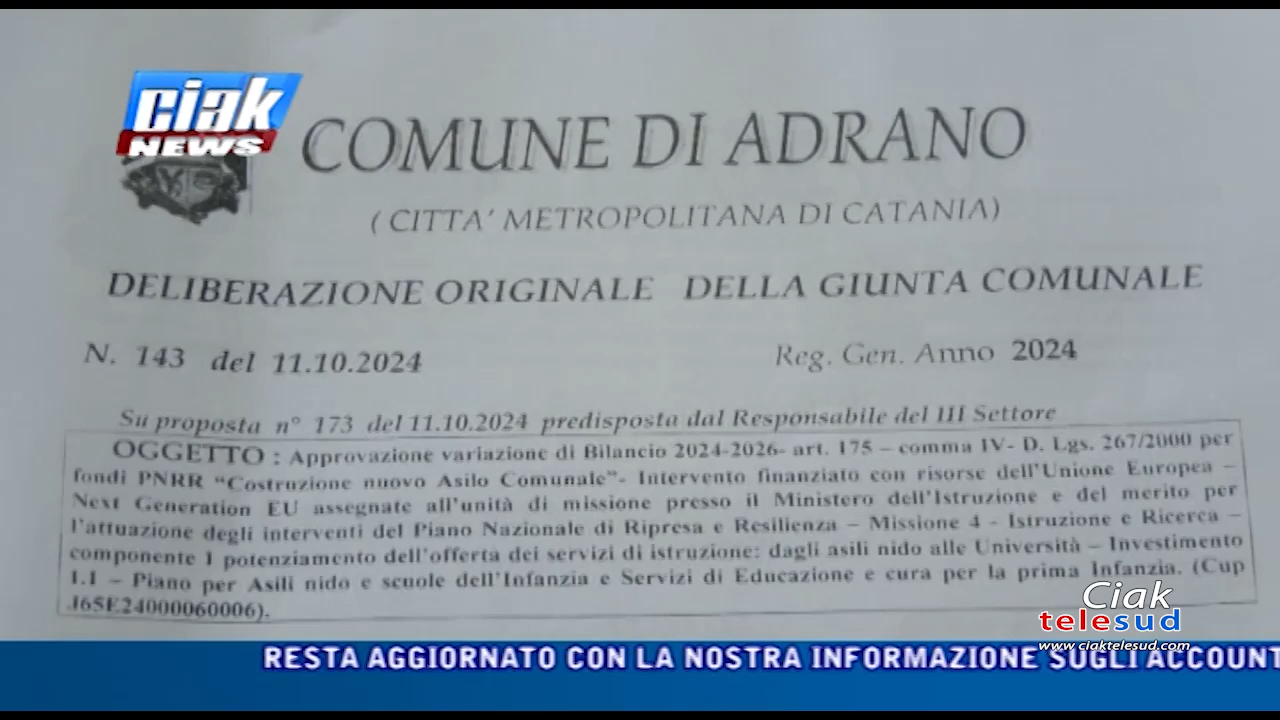 ciak
NEWS
COMUNE DI ADRANO
( CITTA' METROPOLITANA DI CATANIA)
DELIBERAZIONE ORIGINALE DELLA GIUNTA COMUNALE
N. 143 del 11.10.2024 Reg. Gen. Anno 2024
Su proposta n° 173 del 11.10.2024 predisposta dal Responsabile del III Settore
OGGETTO : Approvazione variazione di Bilancio 2024-2026- art. 175 – comma IV- D. Lgs. 267/2000 per
fondi PNRR “Costruzione nuovo Asilo Comunale”- Intervento finanziato con risorse dell'Unione Europea –
Next Generation EU assegnate all'unità di missione presso il Ministero dell'Istruzione e del merito per
l'attuazione degli interventi del Piano Nazionale di Ripresa e Resilienza – Missione 4 - Istruzione e Ricerca –
componente 1 potenziamento dell'offerta dei servizi di istruzione: dagli asili nido alle Università – Investimento
1.1 – Piano per Asili nido e scuole dell'Infanzia e Servizi di Educazione e cura per la prima Infanzia. (Cup
J65E24000060006).
Ciak
telesud
www.ciaktelesud.com
RESTA AGGIORNATO CON LA NOSTRA INFORMAZIONE SUGLI ACCOUNT